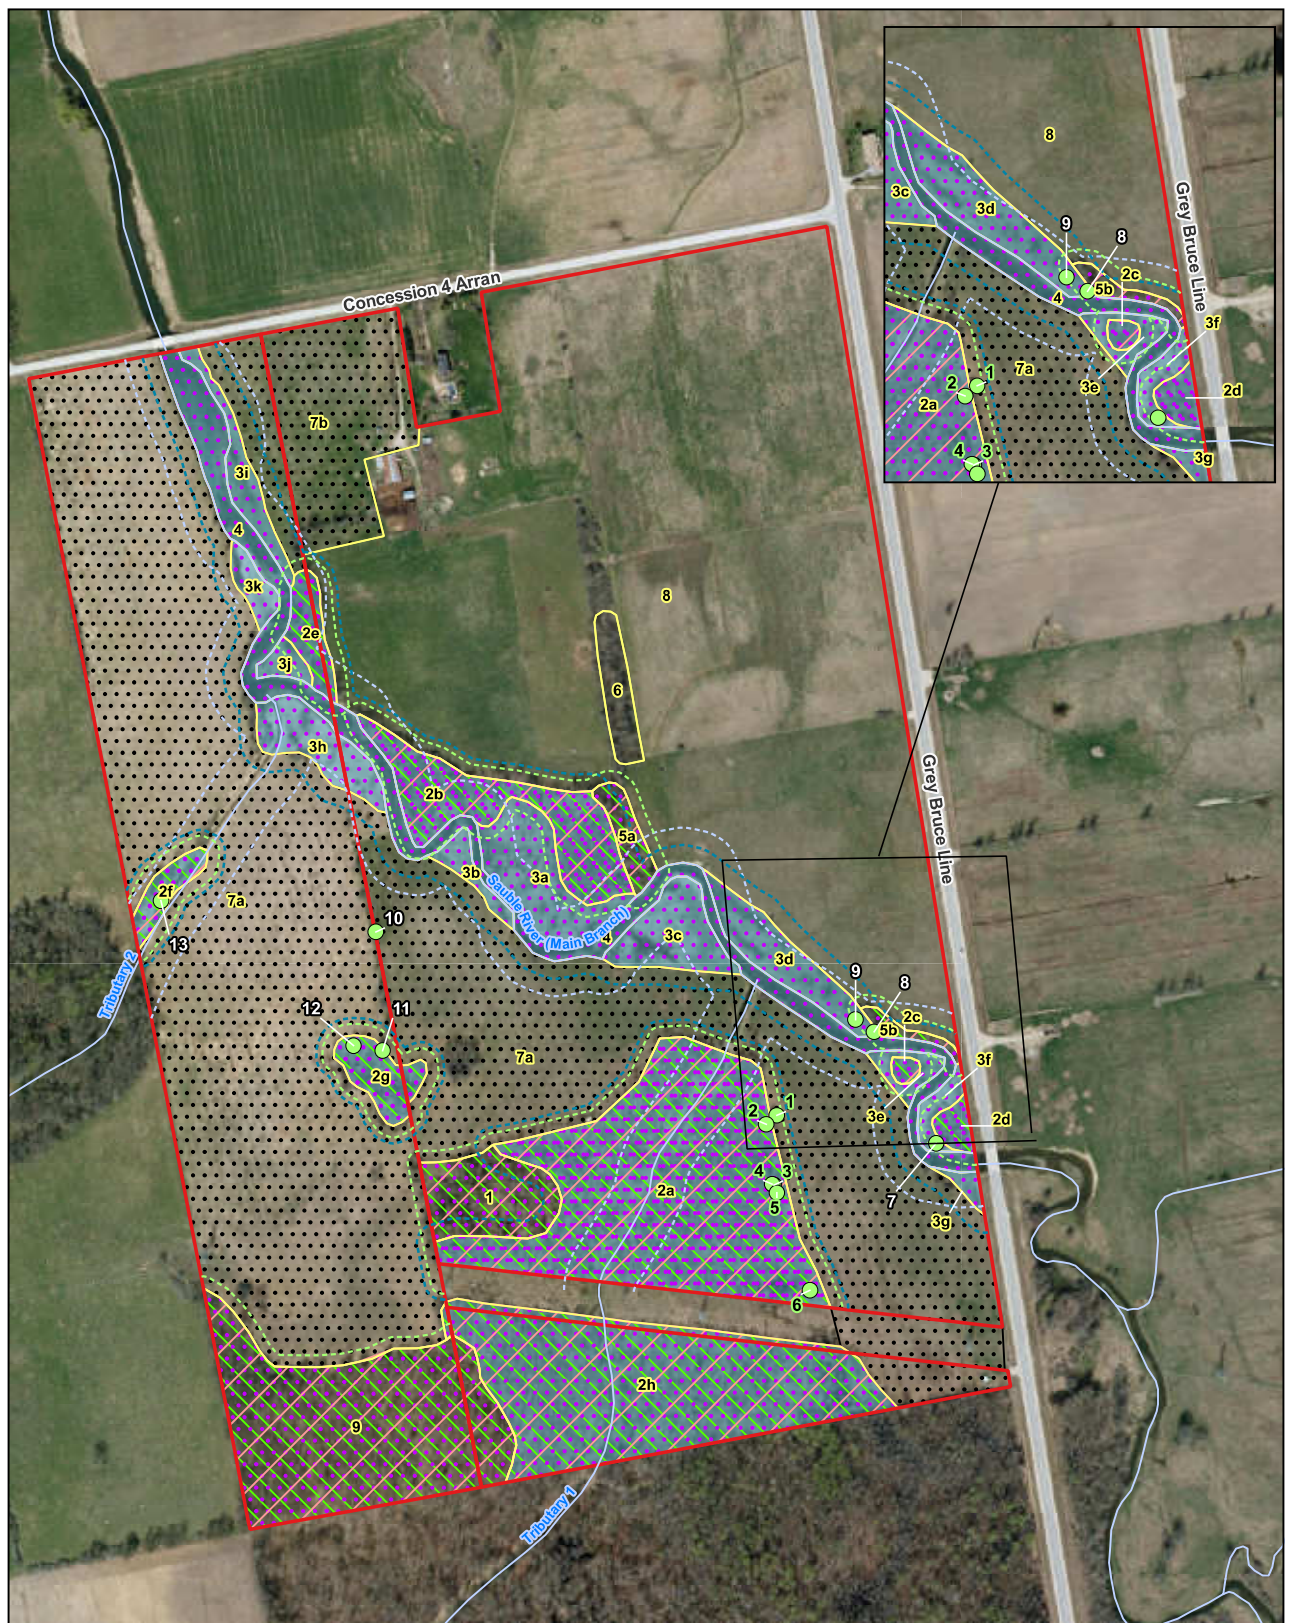 8
Grey Bruce Line
3c
3d
9
8
2c
5b
4
3f
7a
1
2
3e
2d
2a
4
3
3g
Concession 4 Arran
7b
3i
4
3k
2e
3j
8
6
3h
2b
Grey Bruce Line
5a
3b
3a
Sauble River (Main Branch)
2f
7a
10
4
3c
13
3d
Tributary 2
9
8
12
11
2c
5b
7a
3f
2g
1
2
3e
2d
4
3
1
2a
5
7
3g
6
2h
9
Tributary 1